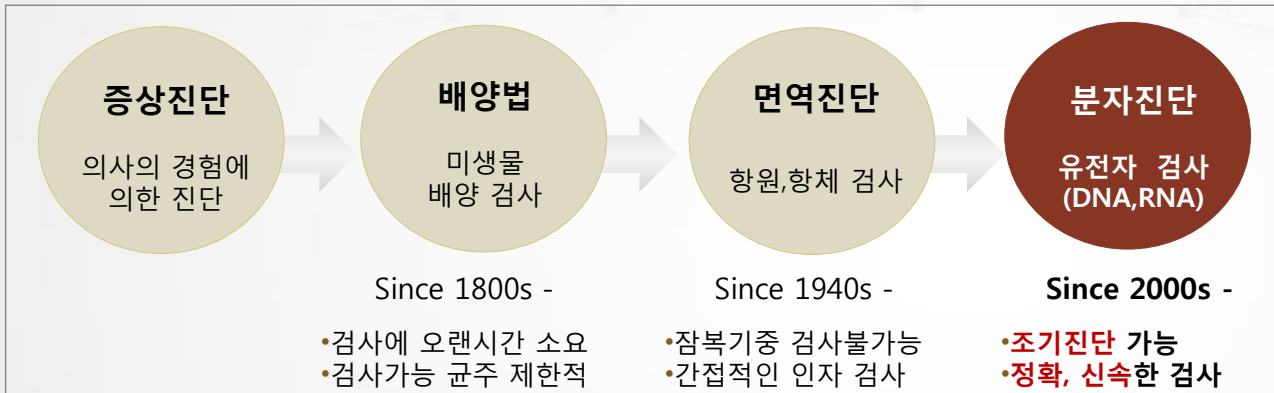 증상진단
의사의 경험에
의한 진단
배양법
미생물
배양 검사
Since 1800s -
•검사에 오랜시간 소요
•검사가능 균주 제한적
면역진단
항원,항체 검사
Since 1940s -
•잠복기중 검사불가능
•간접적인 인자 검사
분자진단
유전자 검사
(DNA,RNA)
Since 2000s -
•조기진단 가능
•정확, 신속한 검사